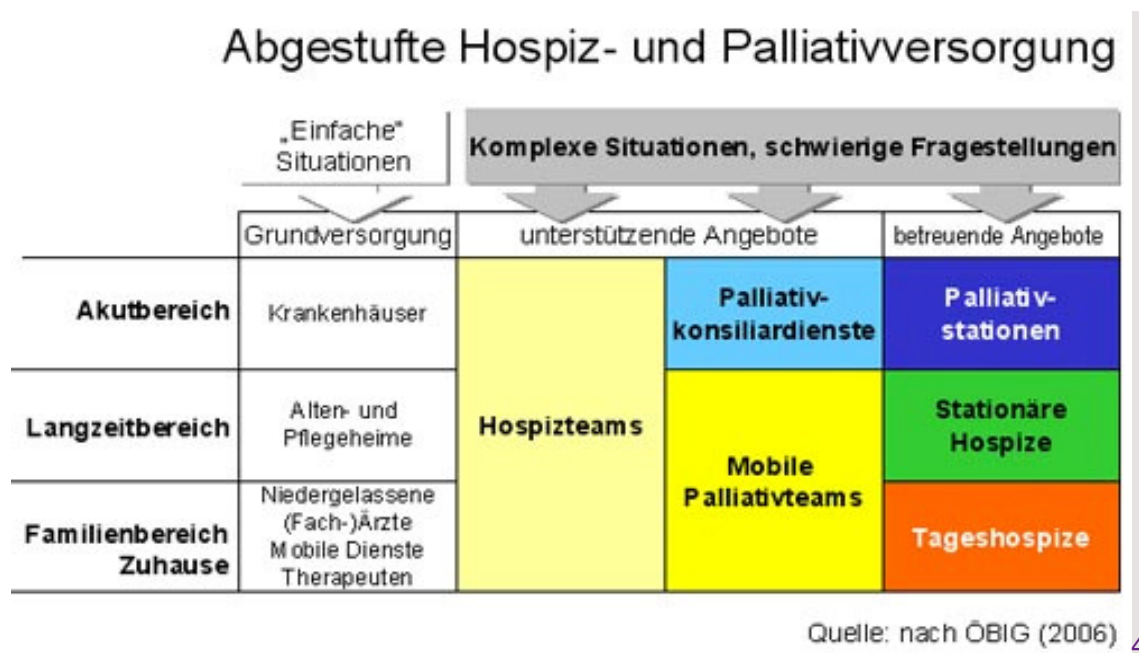 Abgestufte Hospiz- und Palliativversorgung
„Einfache“
Situationen
Komplexe Situationen, schwierige Fragestellungen
Grundversorgung
unterstützende Angebote
betreuende Angebote
Akutbereich
Krankenhäuser
Palliativ-
konsiliardienste
Palliativ-
stationen
Langzeitbereich
Alten- und
Pflegeheime
Hospizteams
Mobile
Palliativteams
Stationäre
Hospize
Familienbereich
Zuhause
Niedergelassene
(Fach-)Ärzte
Mobile Dienste
Therapeuten
Tageshospize
Quelle: nach ÖBIG (2006)